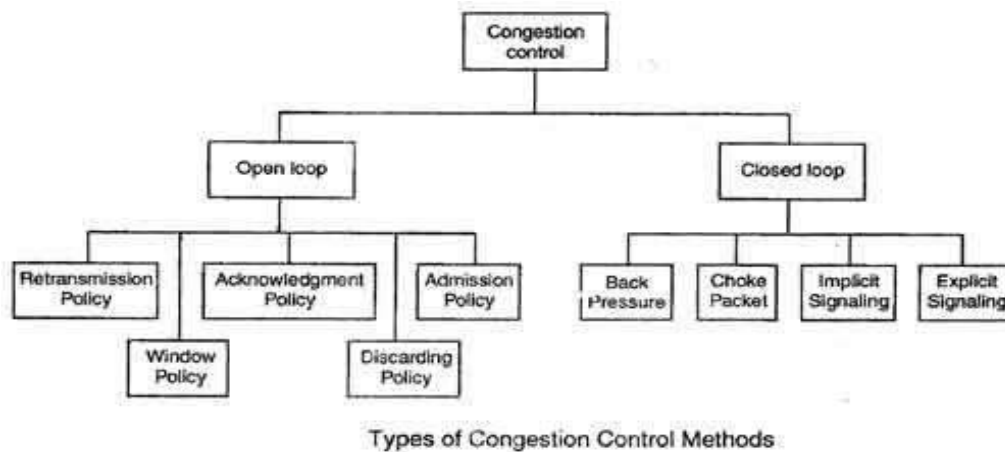 Congestion
control
Open loop
Closed loop
Retransmission
Policy
Acknowledgment
Policy
Admission
Policy
Back
Pressure
Choke
Packet
Implicit
Signaling
Explicit
Signaling
Window
Policy
Discarding
Policy
Types of Congestion Control Methods